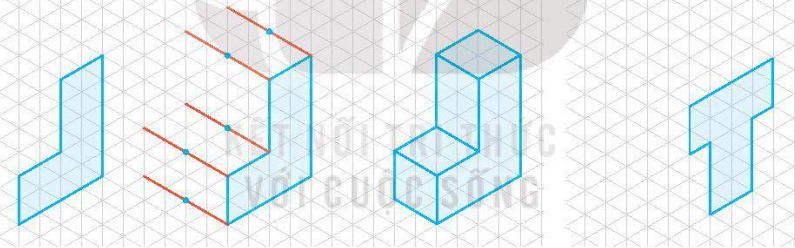 KẾT NỐI TRI THỨC
VỚI CUỘC SỐNG